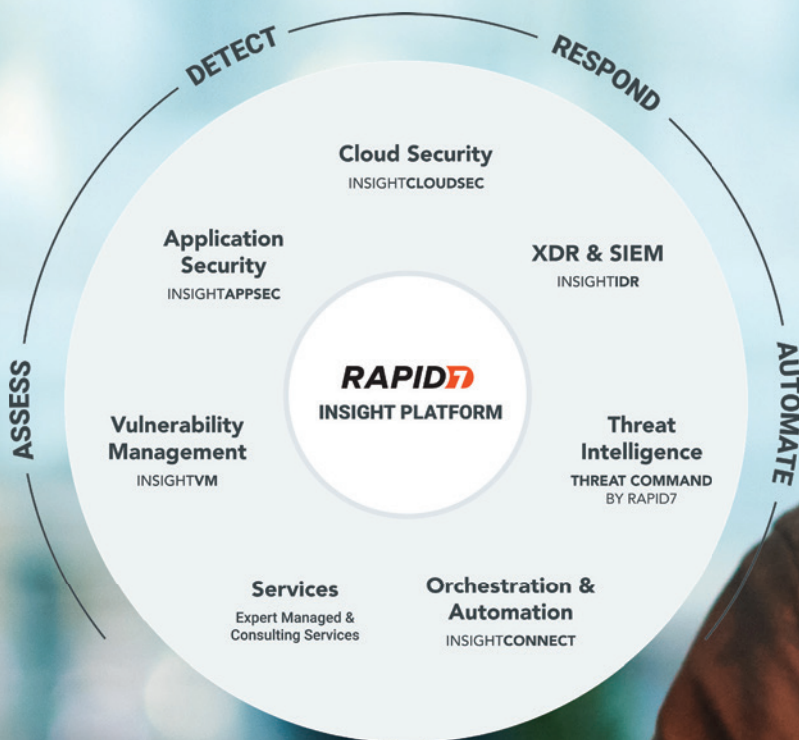 DETECT
RESPOND
ASSESS
AUTOMATE
Cloud Security
INSIGHTCLOUDSEC
Application
Security
INSIGHTAPPSEC
XDR & SIEM
INSIGHTIDR
RAPID7
INSIGHT PLATFORM
Vulnerability
Management
INSIGHTVM
Threat
Intelligence
THREAT COMMAND
BY RAPID7
Services
Expert Managed &
Consulting Services
Orchestration &
Automation
INSIGHTCONNECT